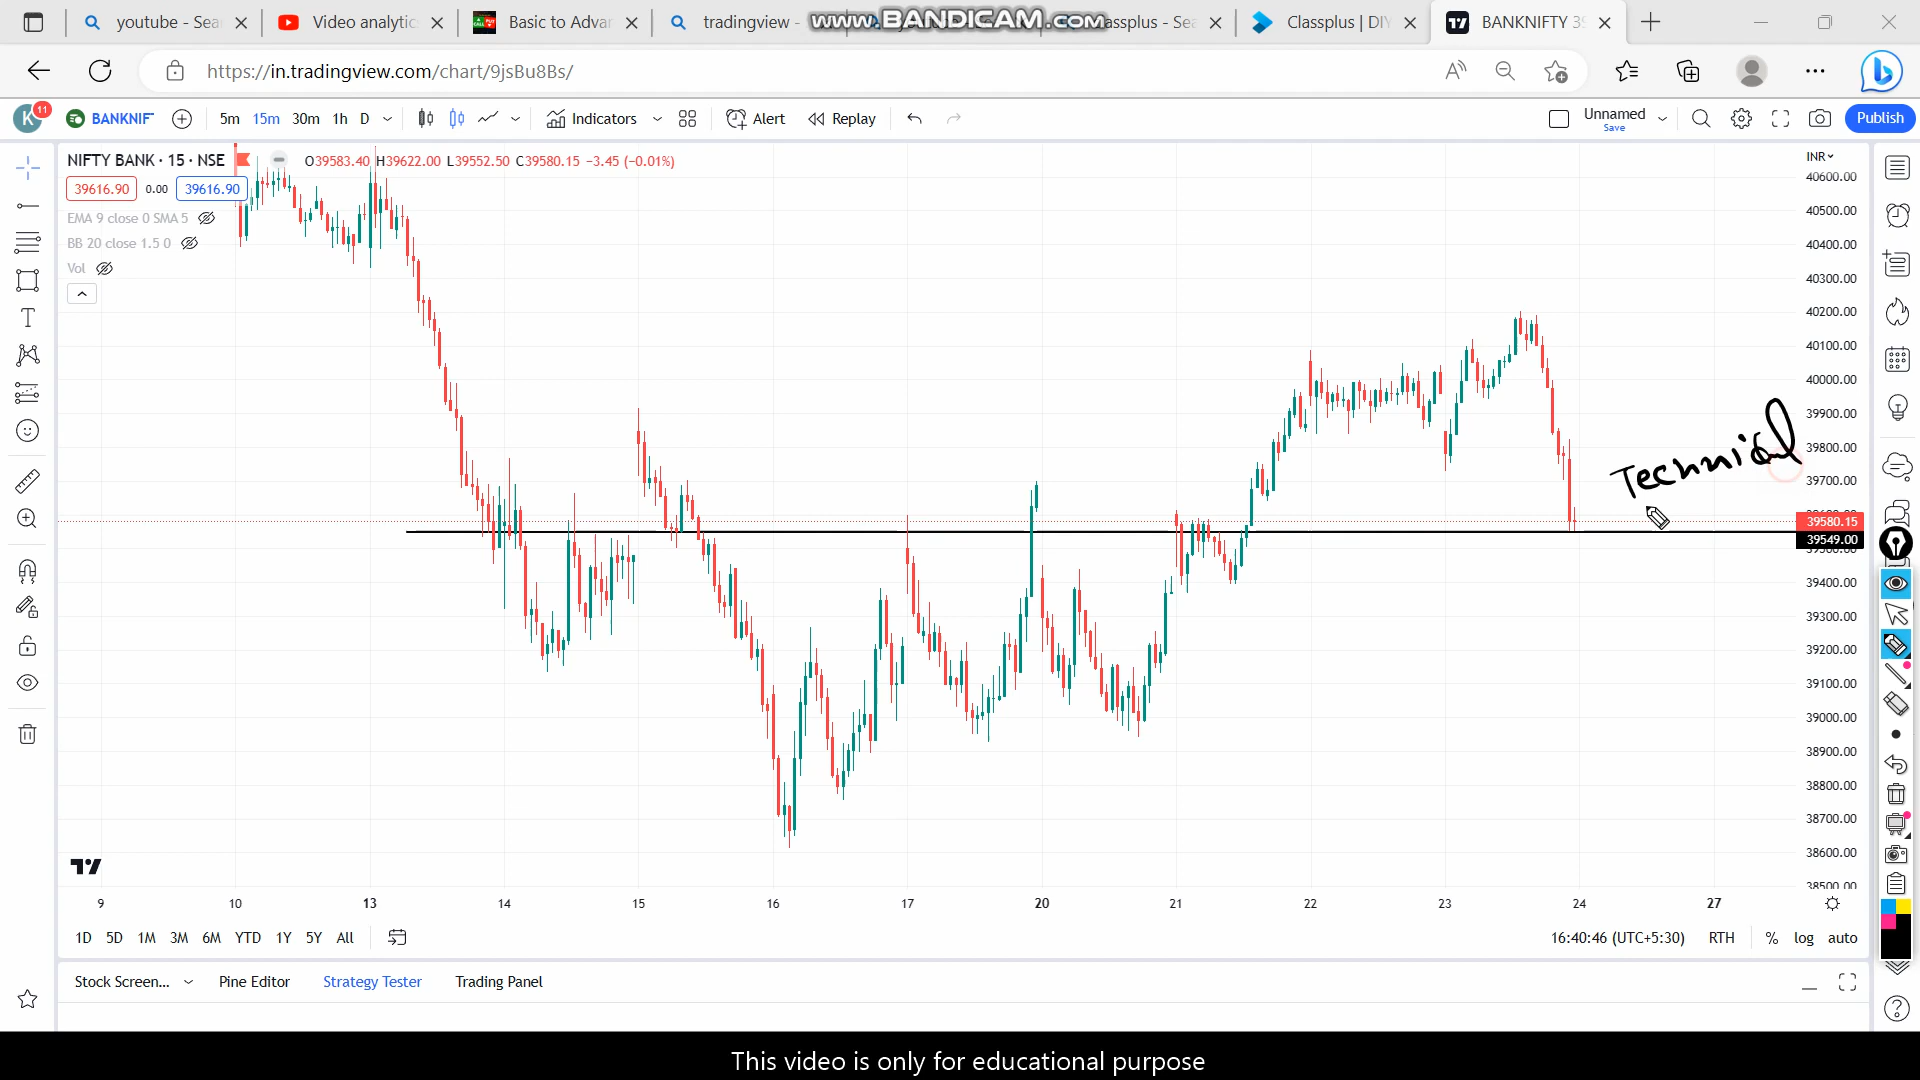 youtube - Sea
Video analytic
Basic to Advan
tradingview -
www.BANDICAM.com
lassplus - Sea
Classplus | DIY
BANKNIFTY 39
https://in.tradingview.com/chart/9jsBu8Bs/
K
11
BANKNIF
5m
15m
30m
1h
D
Indicators
Alert
Replay
Unnamed
Save
Publish
NIFTY BANK · 15 · NSE
O39583.40 H39622.00 L39552.50 C39580.15 −3.45 (−0.01%)
INR
39616.90
0.00
39616.90
EMA 9 close 0 SMA 5
BB 20 close 1.5 0
Vol
40600.00
40500.00
40400.00
40300.00
40200.00
40100.00
40000.00
39900.00
39800.00
39700.00
39580.15
39549.00
39400.00
39300.00
39200.00
39100.00
39000.00
38900.00
38800.00
38700.00
38600.00
38500.00
9
10
13
14
15
16
17
20
21
22
23
24
27
1D
5D
1M
3M
6M
YTD
1Y
5Y
All
16:40:46 (UTC+5:30)
RTH
%
log
auto
Stock Screen...
Pine Editor
Strategy Tester
Trading Panel
This video is only for educational purpose